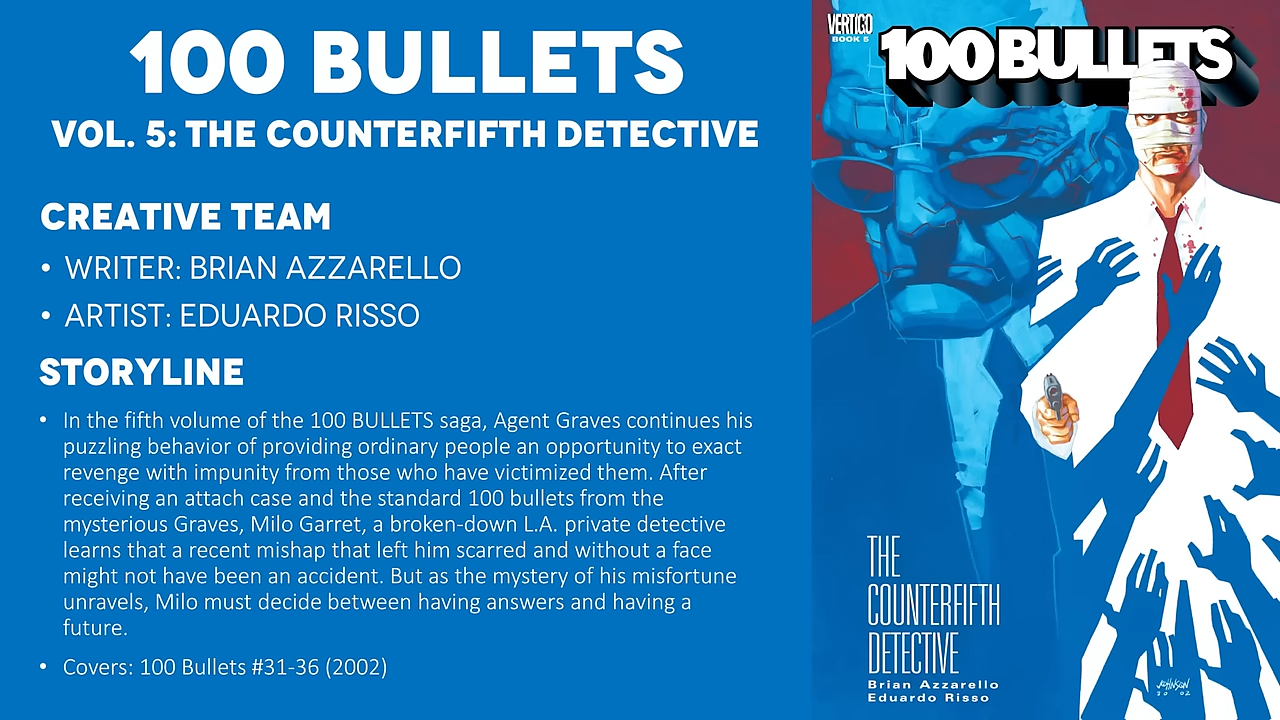 100 BULLETS
VOL. 5: THE COUNTERFIFTH DETECTIVE
CREATIVE TEAM
• WRITER: BRIAN AZZARELLO
• ARTIST: EDUARDO RISSO
STORYLINE
• In the fifth volume of the 100 BULLETS saga, Agent Graves continues his
puzzling behavior of providing ordinary people an opportunity to exact
revenge with impunity from those who have victimized them. After
receiving an attach case and the standard 100 bullets from the
mysterious Graves, Milo Garret, a broken-down L.A. private detective
learns that a recent mishap that left him scarred and without a face
might not have been an accident. But as the mystery of his misfortune
unravels, Milo must decide between having answers and having a
future.
• Covers: 100 Bullets #31-36 (2002)
VERTIGO
BOOK 5
100 BULLETS
THE
COUNTERFIFTH
DETECTIVE
Brian Azzarello
Eduardo Risso
JOHNSON
20 02